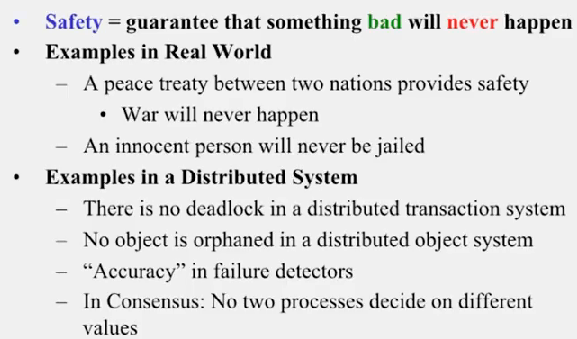 • Safety = guarantee that something bad will never happen
• Examples in Real World
– A peace treaty between two nations provides safety
• War will never happen
– An innocent person will never be jailed
• Examples in a Distributed System
– There is no deadlock in a distributed transaction system
– No object is orphaned in a distributed object system
– “Accuracy” in failure detectors
– In Consensus: No two processes decide on different
values